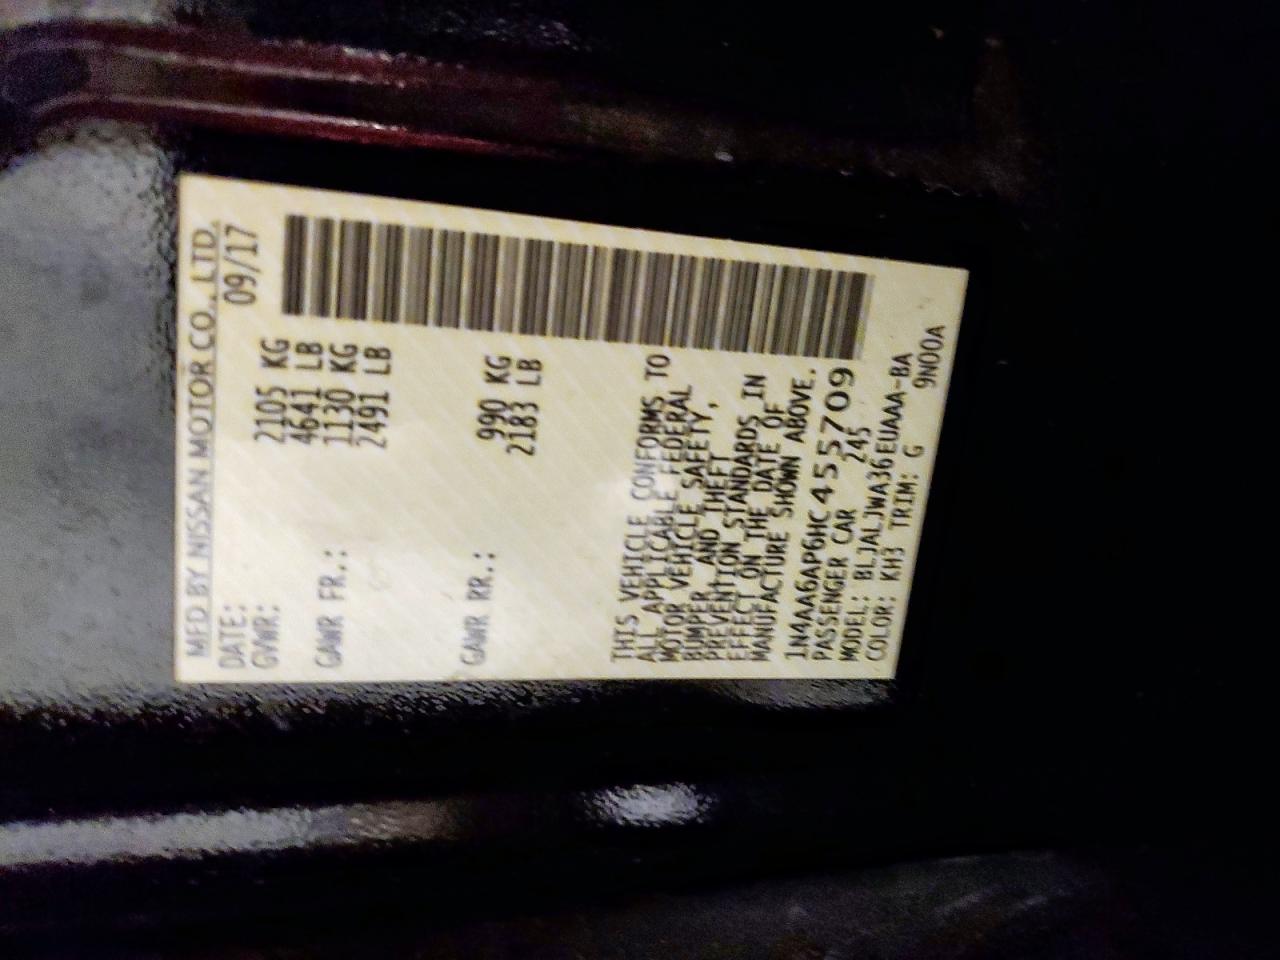 MFD BY NISSAN MOTOR CO., LTD.
DATE: 09/17
GVWR: 2105 KG
4641 LB
GAWR FR.: 1130 KG
2491 LB
GAWR RR.: 990 KG
2183 LB
THIS VEHICLE CONFORMS TO
ALL APPLICABLE FEDERAL
MOTOR VEHICLE SAFETY,
BUMPER AND THEFT
PREVENTION STANDARDS IN
EFFECT ON THE DATE OF
MANUFACTURE SHOWN ABOVE.
1N4AA6AP6HC455709
PASSENGER CAR 245
MODEL: BLJALJWA36EUAAA-BA
COLOR: KH3 TRIM: G 9N00A